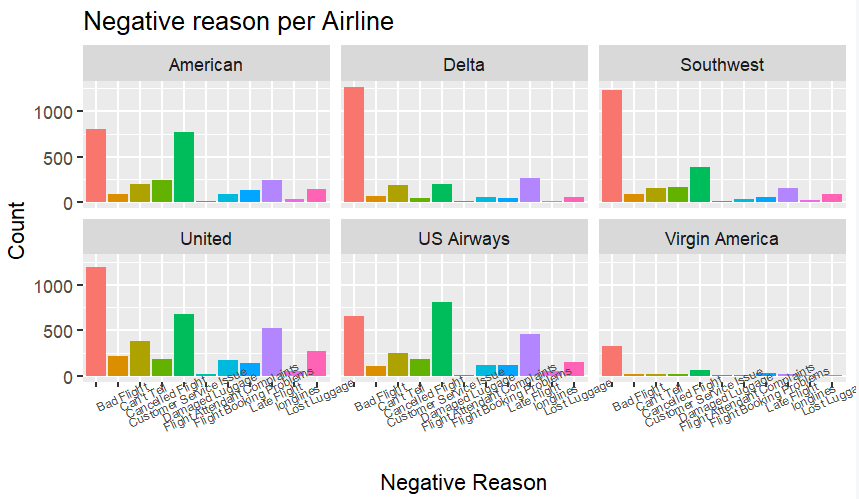 Negative reason per Airline
American
Delta
Southwest
1000
500
0
United
US Airways
Virgin America
1000
500
0
Count
Bad Flight
Can't Tell
Cancelled Flight
Customer Service Issue
Damaged Luggage
Flight Attendant Complaints
Flight Booking Problems
Late Flight
longlines
Lost Luggage
Bad Flight
Can't Tell
Cancelled Flight
Customer Service Issue
Damaged Luggage
Flight Attendant Complaints
Flight Booking Problems
Late Flight
longlines
Lost Luggage
Bad Flight
Can't Tell
Cancelled Flight
Customer Service Issue
Damaged Luggage
Flight Attendant Complaints
Flight Booking Problems
Late Flight
longlines
Lost Luggage
Negative Reason